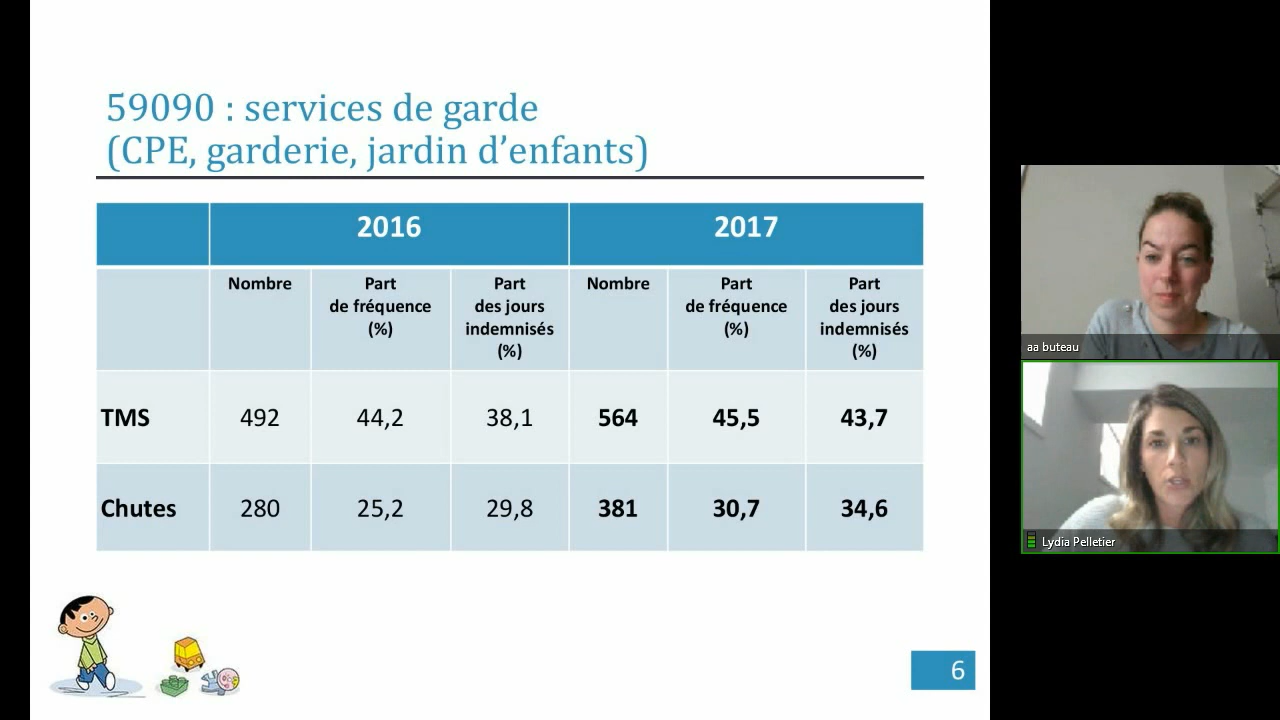 59090 : services de garde
(CPE, garderie, jardin d’enfants)
2016 2017
Nombre Part de fréquence (%) Part des jours indemnisés (%) Nombre Part de fréquence (%) Part des jours indemnisés (%)
TMS 492 44,2 38,1 564 45,5 43,7
Chutes 280 25,2 29,8 381 30,7 34,6
6
aa buteau
Lydia Pelletier